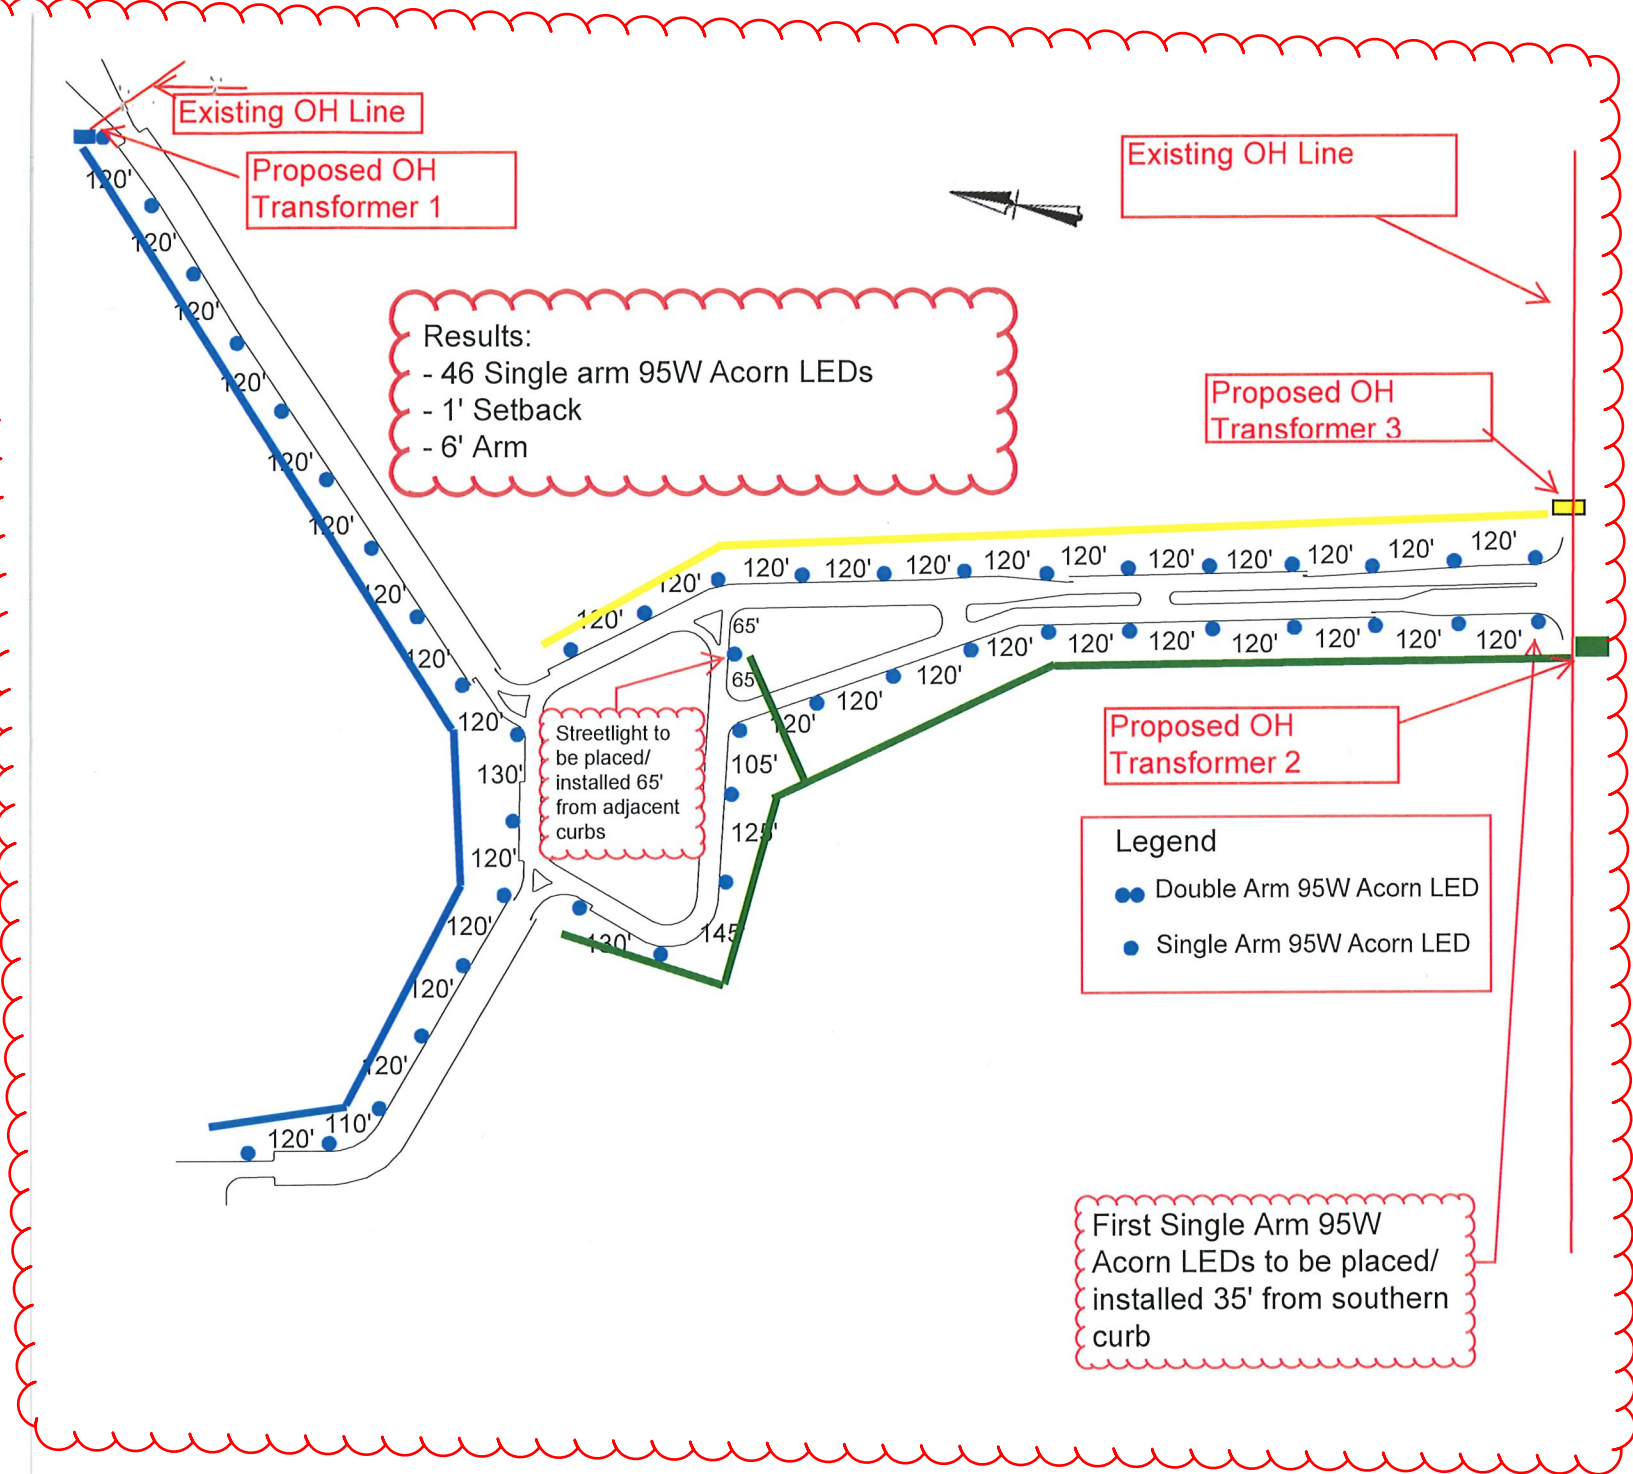 Existing OH Line
Proposed OH
Transformer 1
Existing OH Line
Results:
- 46 Single arm 95W Acorn LEDs
- 1' Setback
- 6' Arm
Proposed OH
Transformer 3
120'
120'
120'
120'
120'
120'
120'
120'
120'
130'
120'
120'
120'
120'
110'
120'
120'
120'
120'
120'
120'
120'
120'
120'
120'
120'
120'
120'
65'
65'
120'
120'
120'
120'
120'
120'
120'
120'
120'
120'
105'
125'
145'
130'
Streetlight to
be placed/
installed 65'
from adjacent
curbs
Proposed OH
Transformer 2
Legend
Double Arm 95W Acorn LED
Single Arm 95W Acorn LED
First Single Arm 95W
Acorn LEDs to be placed/
installed 35' from southern
curb